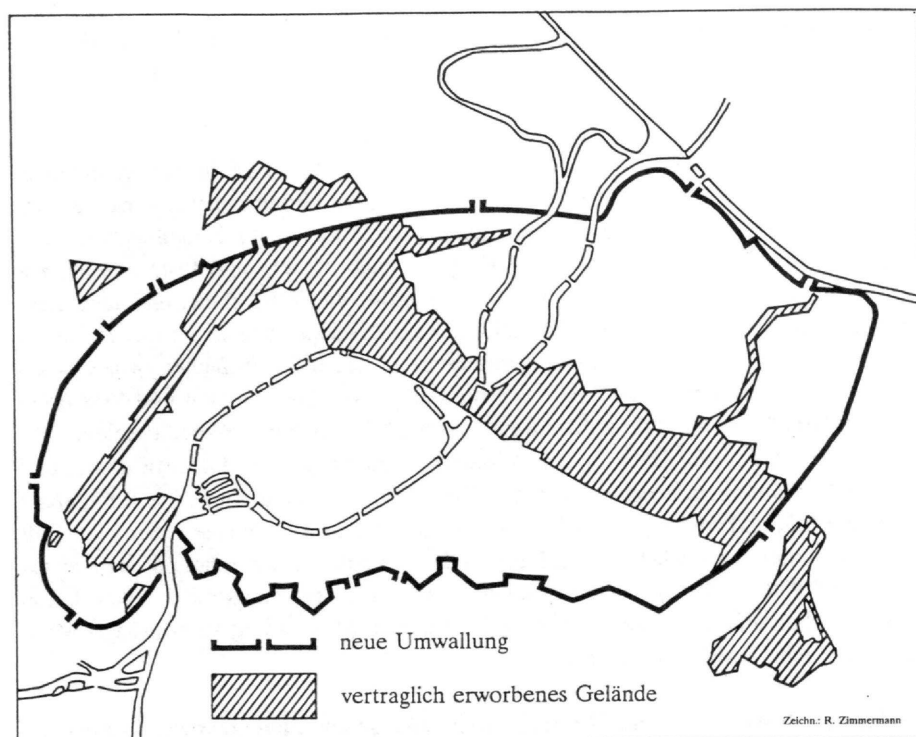 neue Umwallung
vertraglich erworbenes Gelände
Zeichn.: R. Zimmermann